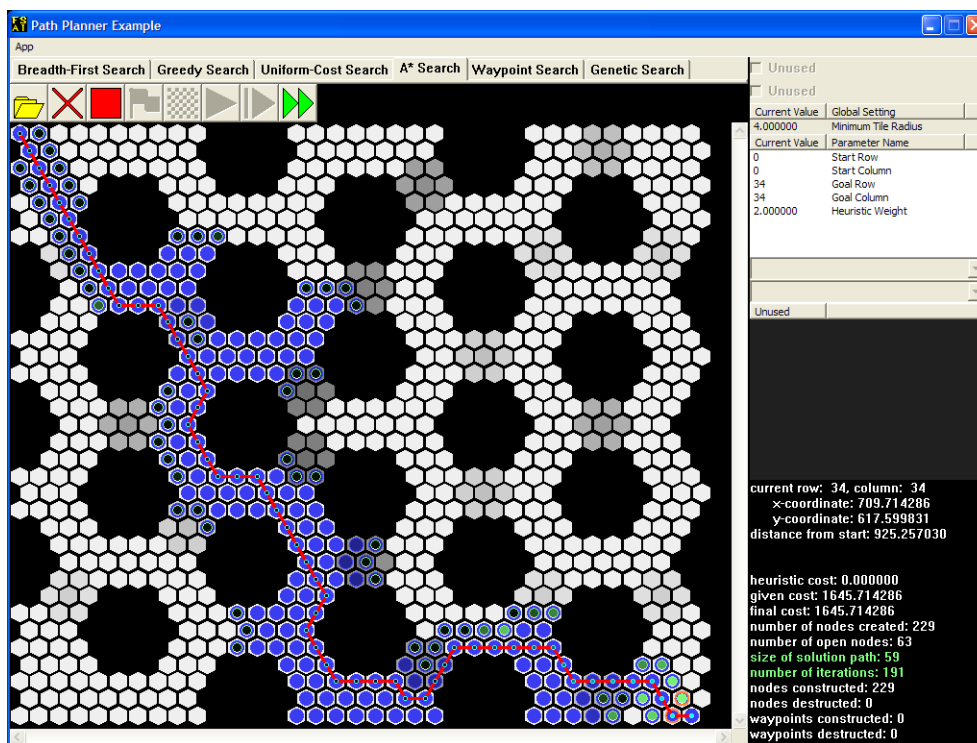 FS
AI
Path Planner Example
App
Breadth-First Search
Greedy Search
Uniform-Cost Search
A* Search
Waypoint Search
Genetic Search
Unused
Unused
Current Value Global Setting
4.000000 Minimum Tile Radius
Current Value Parameter Name
0 Start Row
0 Start Column
34 Goal Row
34 Goal Column
2.000000 Heuristic Weight
Unused
current row: 34, column: 34
x-coordinate: 709.714286
y-coordinate: 617.599831
distance from start: 925.257030
heuristic cost: 0.000000
given cost: 1645.714286
final cost: 1645.714286
number of nodes created: 229
number of open nodes: 63
size of solution path: 59
number of iterations: 191
nodes constructed: 229
nodes destructed: 0
waypoints constructed: 0
waypoints destructed: 0